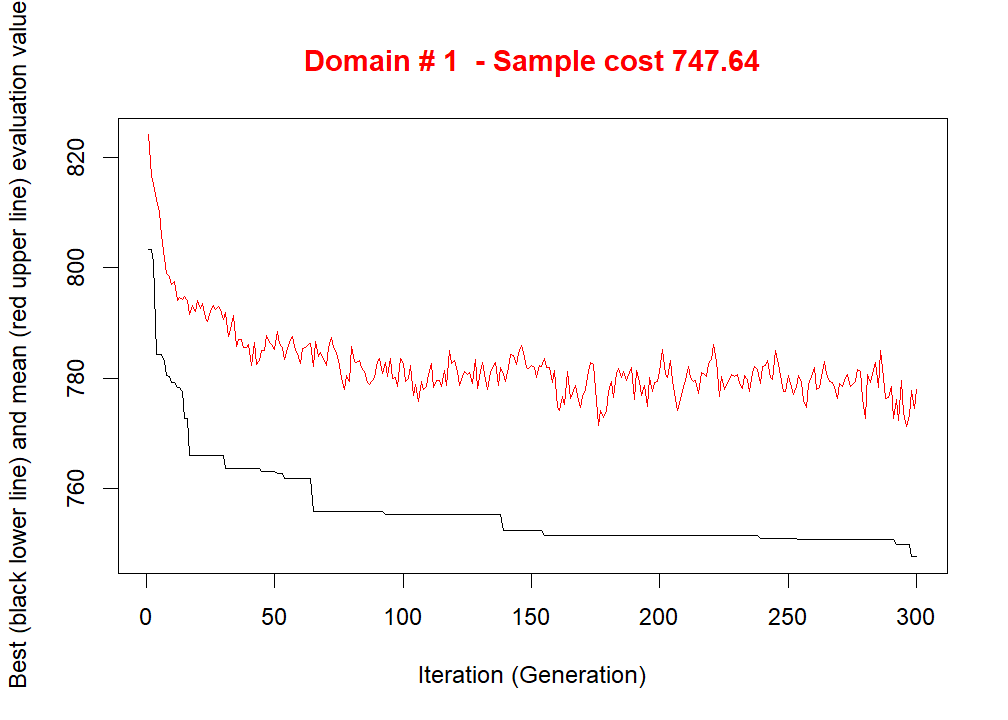 Domain # 1  - Sample cost 747.64
Best (black lower line) and mean (red upper line) evaluation value
820
800
780
760
0 50 100 150 200 250 300
Iteration (Generation)